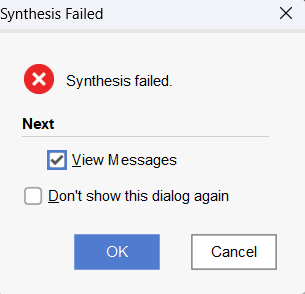 Synthesis Failed
Synthesis failed.
Next
View Messages
Don't show this dialog again
OK
Cancel